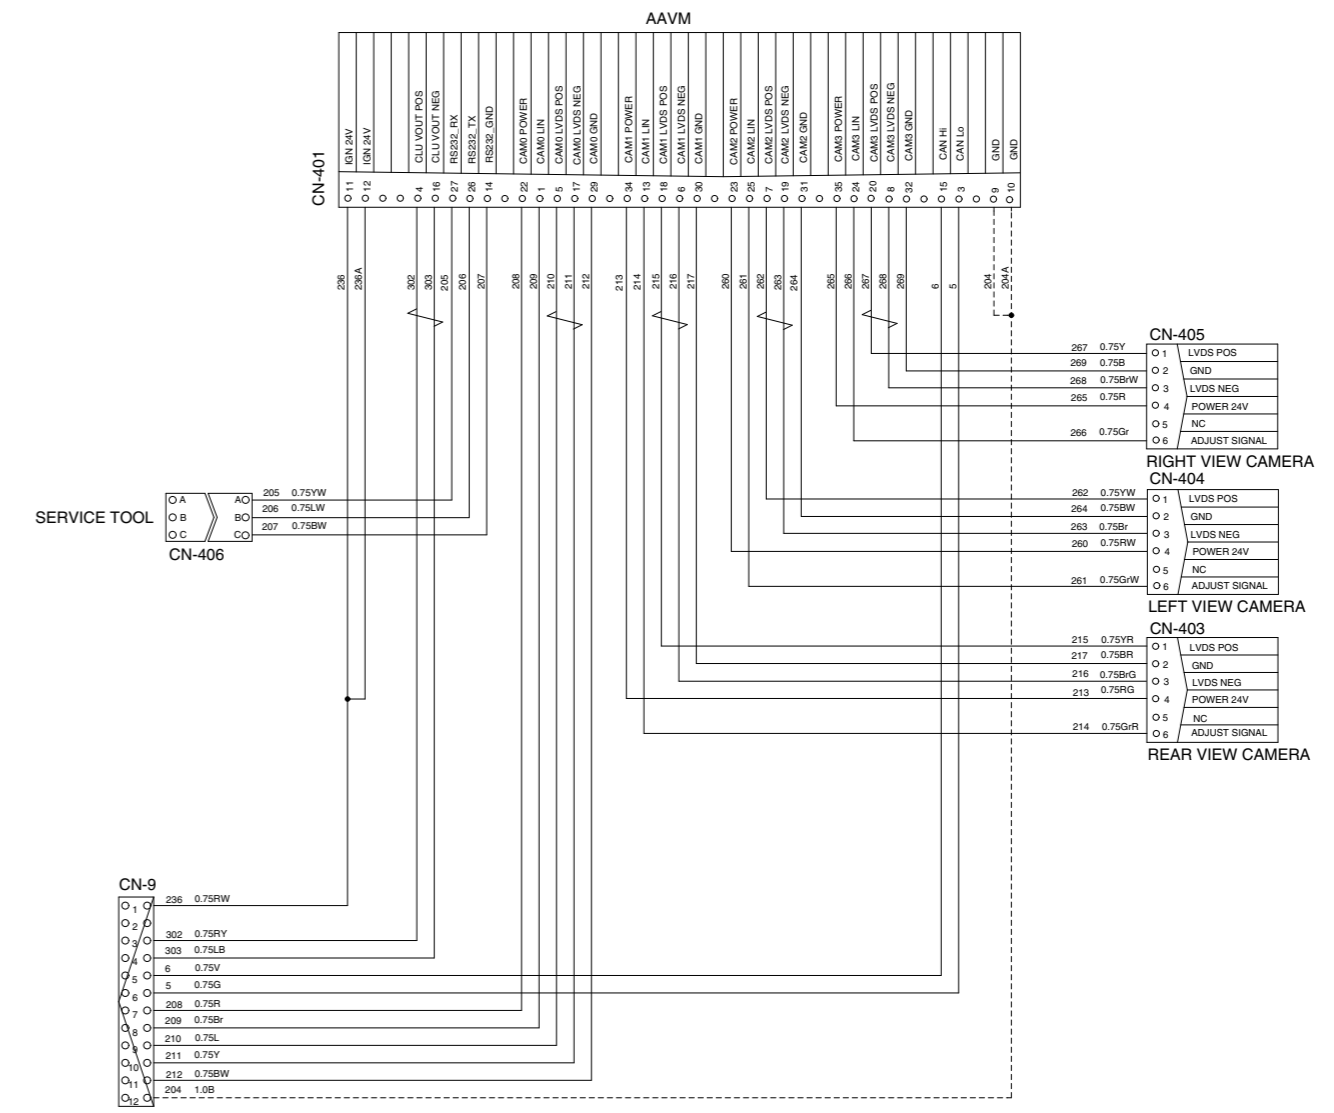 AAVM
CN-401
IGN 24V
IGN 24V
CLU VOUT POS
CLU VOUT NEG
RS232_RX
RS232_TX
RS232_GND
CAM0 POWER
CAM0 LIN
CAM0 LVDS POS
CAM0 LVDS NEG
CAM0 GND
CAM1 POWER
CAM1 LIN
CAM1 LVDS POS
CAM1 LVDS NEG
CAM1 GND
CAM2 POWER
CAM2 LIN
CAM2 LVDS POS
CAM2 LVDS NEG
CAM2 GND
CAM3 POWER
CAM3 LIN
CAM3 LVDS POS
CAM3 LVDS NEG
CAM3 GND
CAN Hi
CAN Lo
GND
GND
11 12 4 16 27 26 14 22 1 5 17 29 34 13 18 6 30 23 25 7 19 31 35 24 20 8 32 15 3 9 10
236 236A 302 303 205 206 207 208 209 210 211 212 213 214 215 216 217 260 261 262 263 264 265 266 267 268 269 6 5 204 204A
CN-405
267 0.75Y 1 LVDS POS
269 0.75B 2 GND
268 0.75BrW 3 LVDS NEG
265 0.75R 4 POWER 24V
5 NC
266 0.75Gr 6 ADJUST SIGNAL
RIGHT VIEW CAMERA
CN-404
262 0.75YW 1 LVDS POS
264 0.75BW 2 GND
263 0.75Br 3 LVDS NEG
260 0.75RW 4 POWER 24V
5 NC
261 0.75GrW 6 ADJUST SIGNAL
LEFT VIEW CAMERA
SERVICE TOOL
A A 205 0.75YW
B B 206 0.75LW
C C 207 0.75BW
CN-406
CN-403
215 0.75YR 1 LVDS POS
217 0.75BR 2 GND
216 0.75BrG 3 LVDS NEG
213 0.75RG 4 POWER 24V
5 NC
214 0.75GrR 6 ADJUST SIGNAL
REAR VIEW CAMERA
CN-9
1 236 0.75RW
2
3 302 0.75RY
4 303 0.75LB
5 6 0.75V
6 5 0.75G
7 208 0.75R
8 209 0.75Br
9 210 0.75L
10 211 0.75Y
11 212 0.75BW
12 204 1.0B